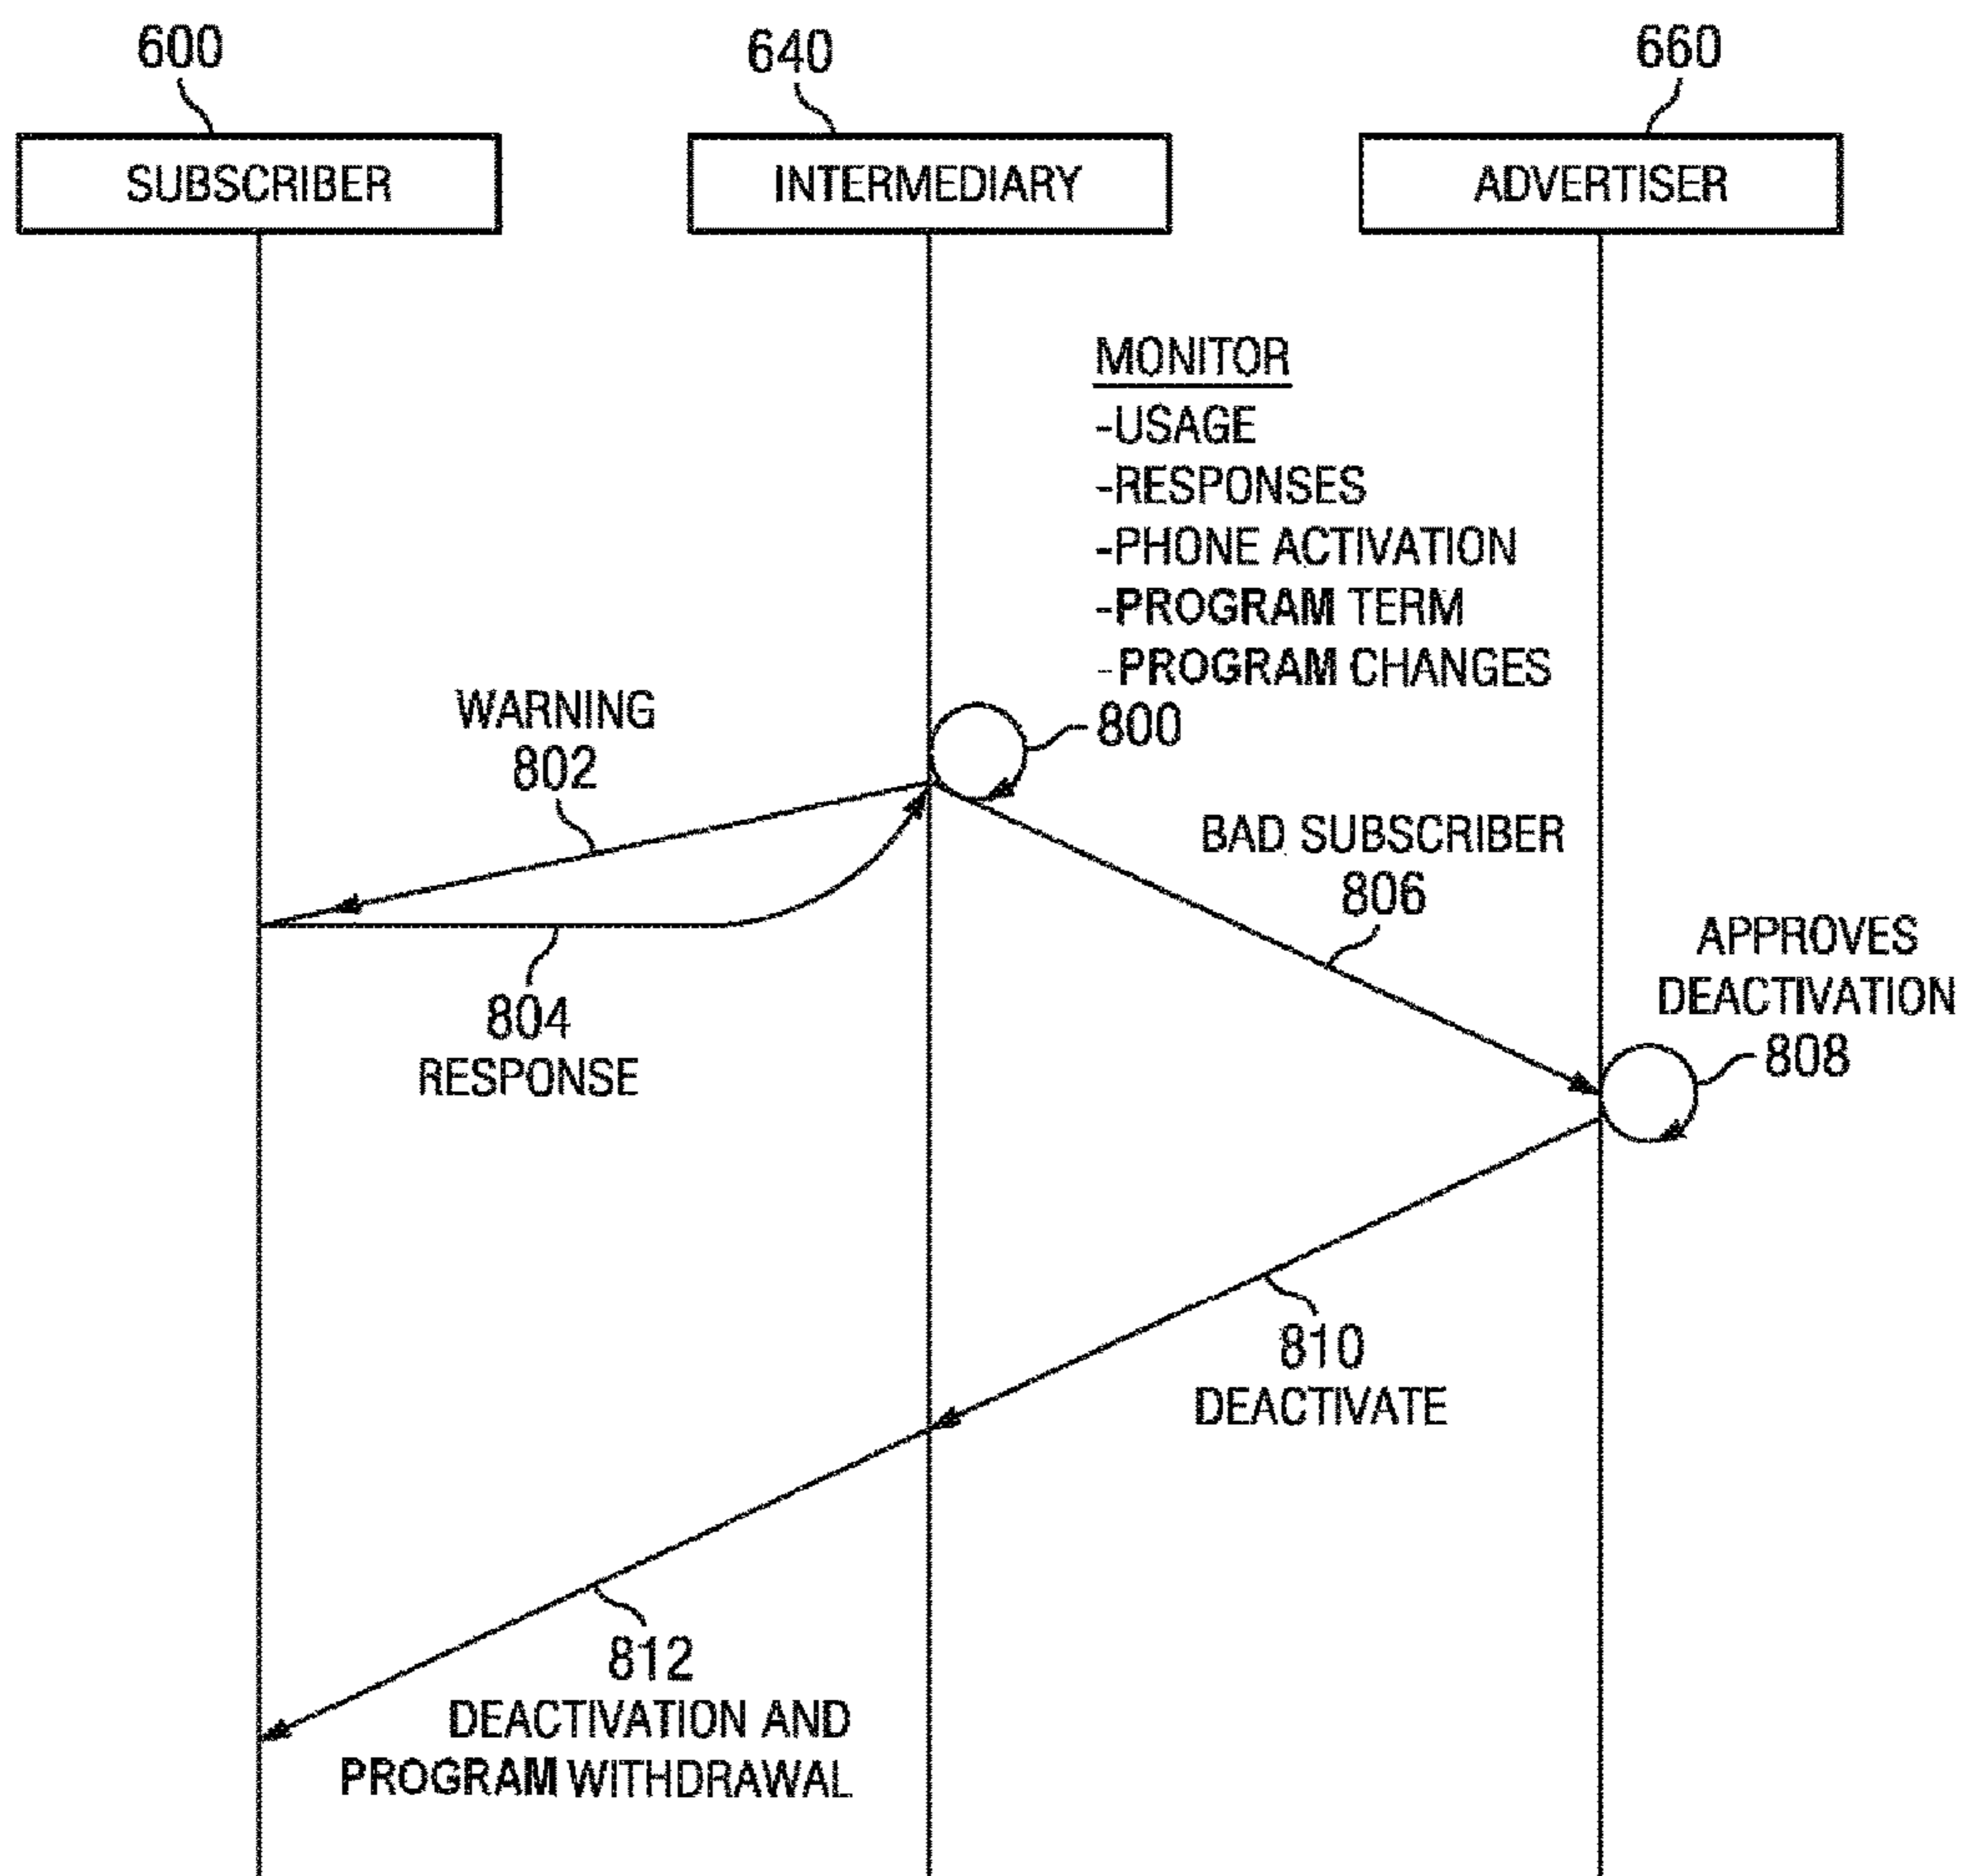 600
640
660
SUBSCRIBER
INTERMEDIARY
ADVERTISER
MONITOR
-USAGE
-RESPONSES
-PHONE ACTIVATION
-PROGRAM TERM
-PROGRAM CHANGES
800
WARNING
802
BAD SUBSCRIBER
806
APPROVES
DEACTIVATION
808
804
RESPONSE
810
DEACTIVATE
812
DEACTIVATION AND
PROGRAM WITHDRAWAL